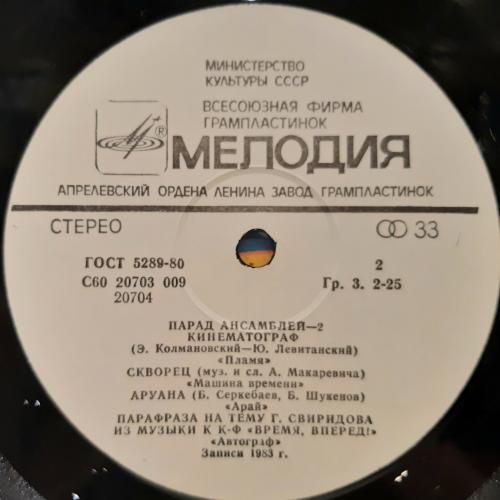 МИНИСТЕРСТВО
КУЛЬТУРЫ СССР
ВСЕСОЮЗНАЯ ФИРМА
ГРАМПЛАСТИНОК
® МЕЛОДИЯ
АПРЕЛЕВСКИЙ ОРДЕНА ЛЕНИНА ЗАВОД ГРАМПЛАСТИНОК
СТЕРЕО 33
ГОСТ 5289-80 2
С60 20703 009 Гр. 3. 2-25
20704
ПАРАД АНСАМБЛЕЙ—2
КИНЕМАТОГРАФ
(Э. Колмановский—Ю. Левитанский)
«Пламя»
СКВОРЕЦ (муз. и сл. А. Макаревича)
«Машина времени»
АРУАНА (Б. Серкебаев, Б. Шукенов)
«Арай»
ПАРАФРАЗА НА ТЕМУ Г. СВИРИДОВА
ИЗ МУЗЫКИ К К-Ф «ВРЕМЯ, ВПЕРЕД!»
«Автограф»
Записи 1983 г.